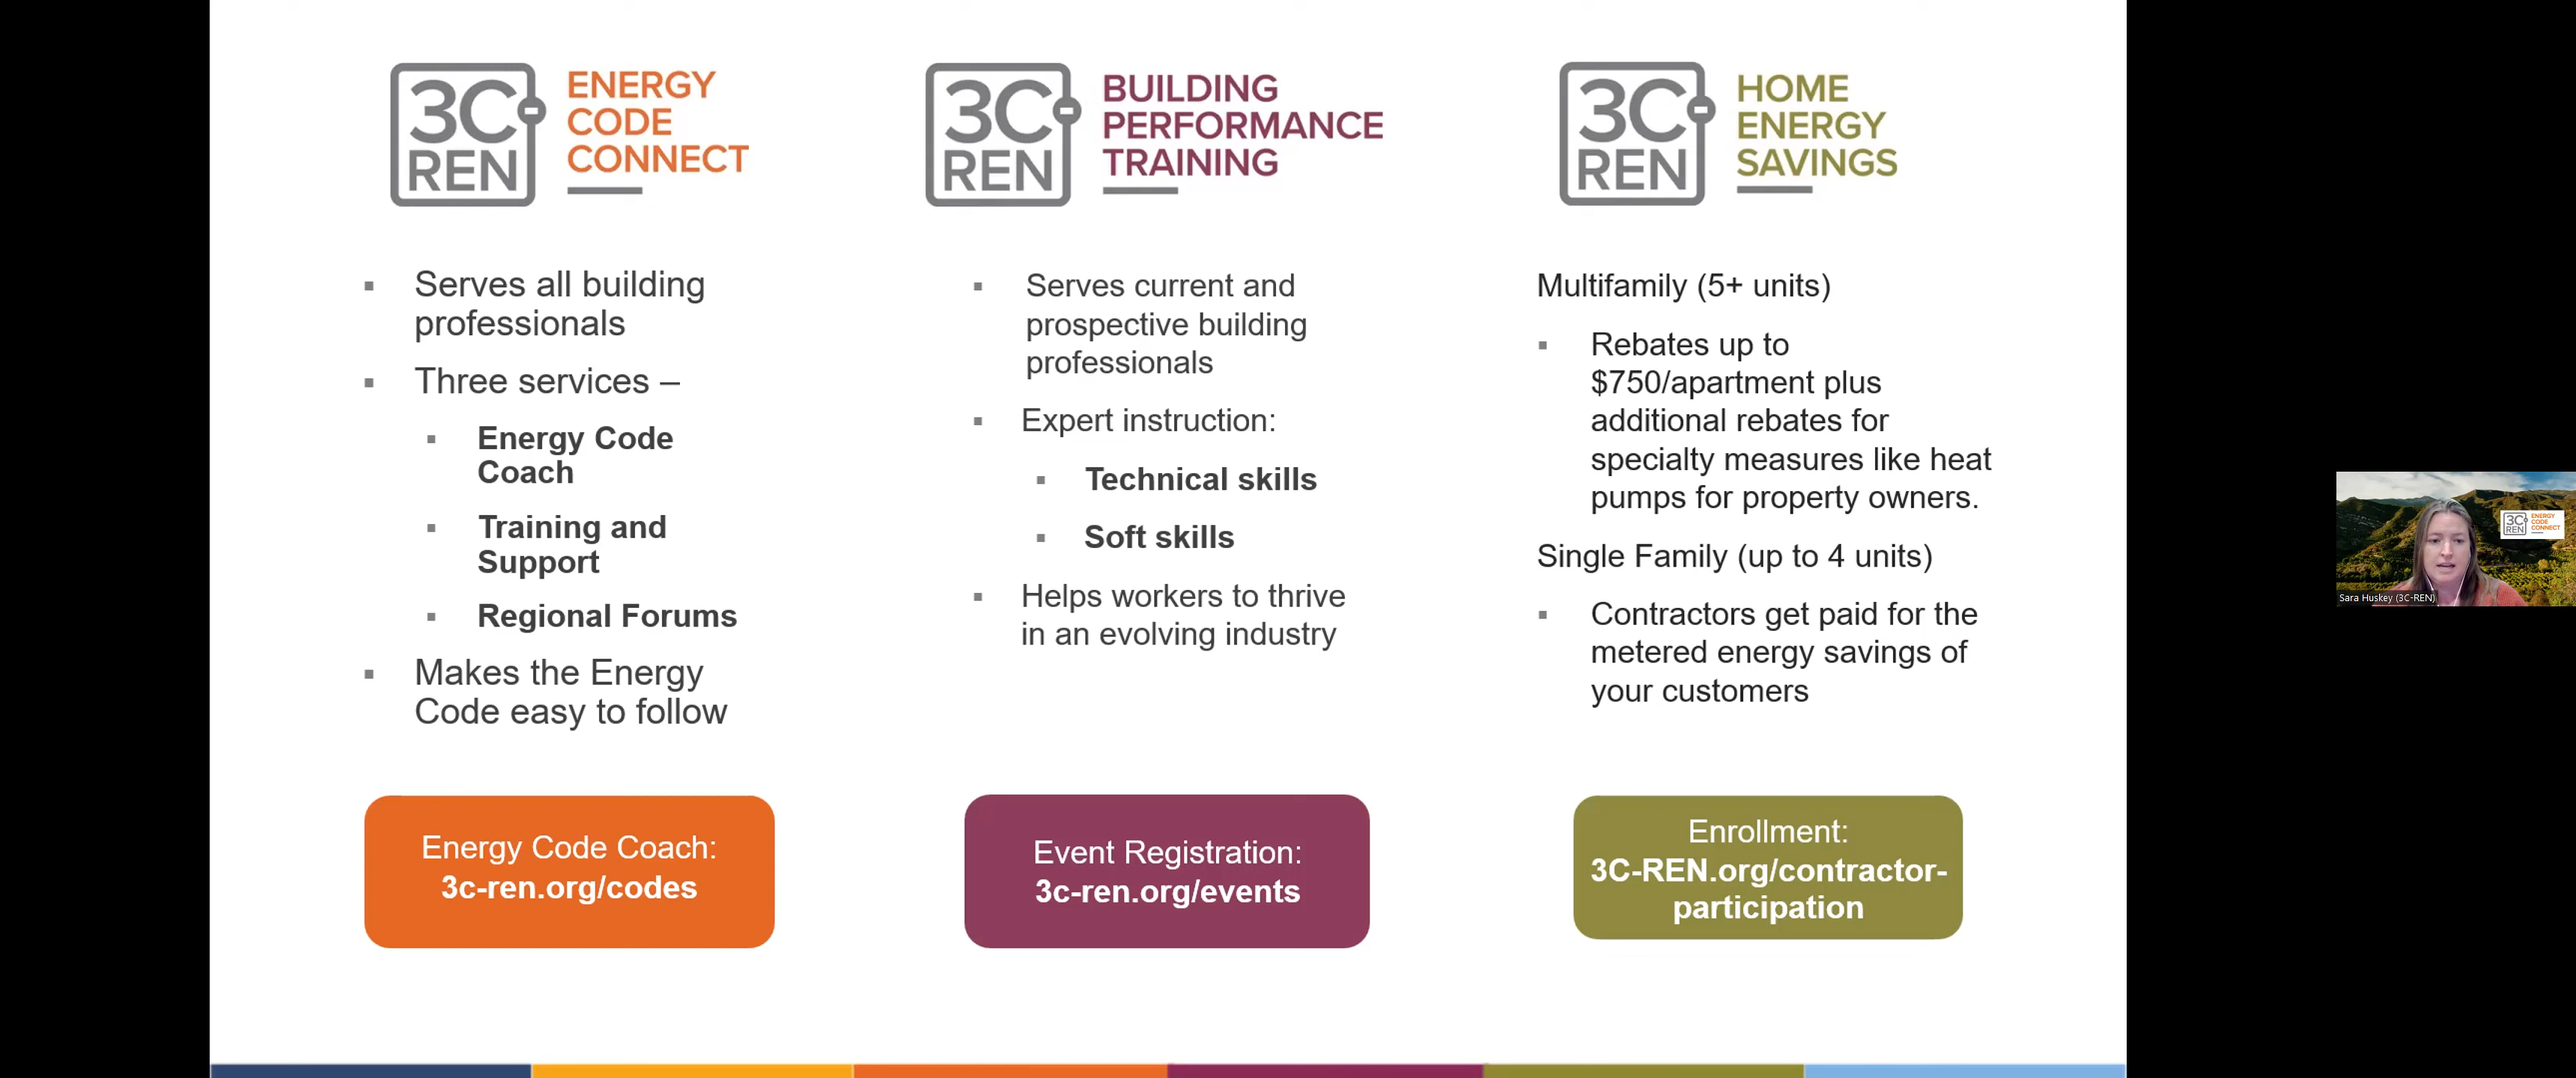 3C-REN
ENERGY
CODE
CONNECT
▪ Serves all building
professionals
▪ Three services –
▪ Energy Code
Coach
▪ Training and
Support
▪ Regional Forums
▪ Makes the Energy
Code easy to follow
Energy Code Coach:
3c-ren.org/codes
3C-REN
BUILDING
PERFORMANCE
TRAINING
▪ Serves current and
prospective building
professionals
▪ Expert instruction:
▪ Technical skills
▪ Soft skills
▪ Helps workers to thrive
in an evolving industry
Event Registration:
3c-ren.org/events
3C-REN
HOME
ENERGY
SAVINGS
Multifamily (5+ units)
▪ Rebates up to
$750/apartment plus
additional rebates for
specialty measures like heat
pumps for property owners.
Single Family (up to 4 units)
▪ Contractors get paid for the
metered energy savings of
your customers
Enrollment:
3C-REN.org/contractor-
participation
3C-REN
ENERGY
CODE
CONNECT
Sara Huskey (3C-REN)